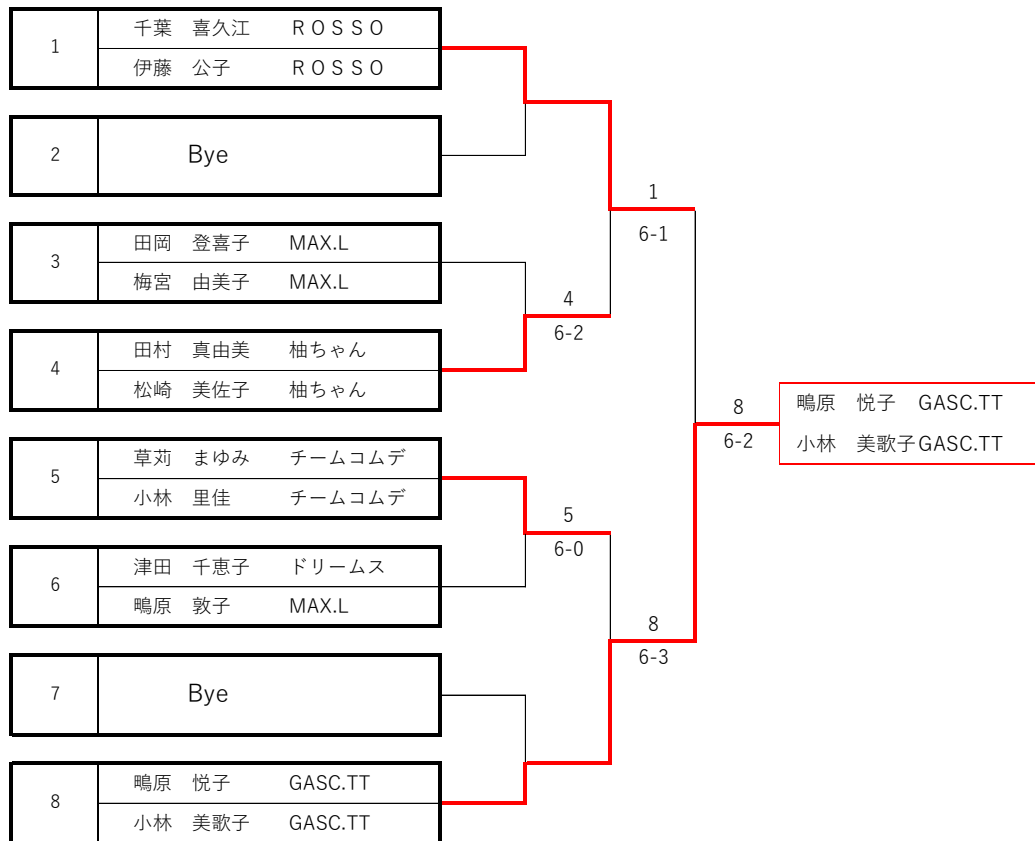 1
千葉　喜久江　ＲＯＳＳＯ
伊藤　公子　ＲＯＳＳＯ
2
Bye
3
田岡　登喜子　MAX.L
梅宮　由美子　MAX.L
4
田村　真由美　柚ちゃん
松崎　美佐子　柚ちゃん
5
草苅　まゆみ　チームコムデ
小林　里佳　チームコムデ
6
津田　千恵子　ドリームス
鴫原　敦子　MAX.L
7
Bye
8
鴫原　悦子　GASC.TT
小林　美歌子　GASC.TT
4
6-2
5
6-0
1
6-1
8
6-3
8
6-2
鴫原　悦子　GASC.TT
小林　美歌子GASC.TT